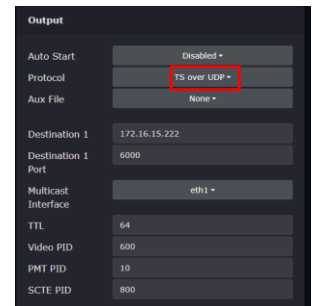 Output
Auto Start Disabled
Protocol TS over UDP
Aux File None
Destination 1 172.16.15.222
Destination 1 Port 6000
Multicast Interface eth1
TTL 64
Video PID 600
PMT PID 10
SCTE PID 800